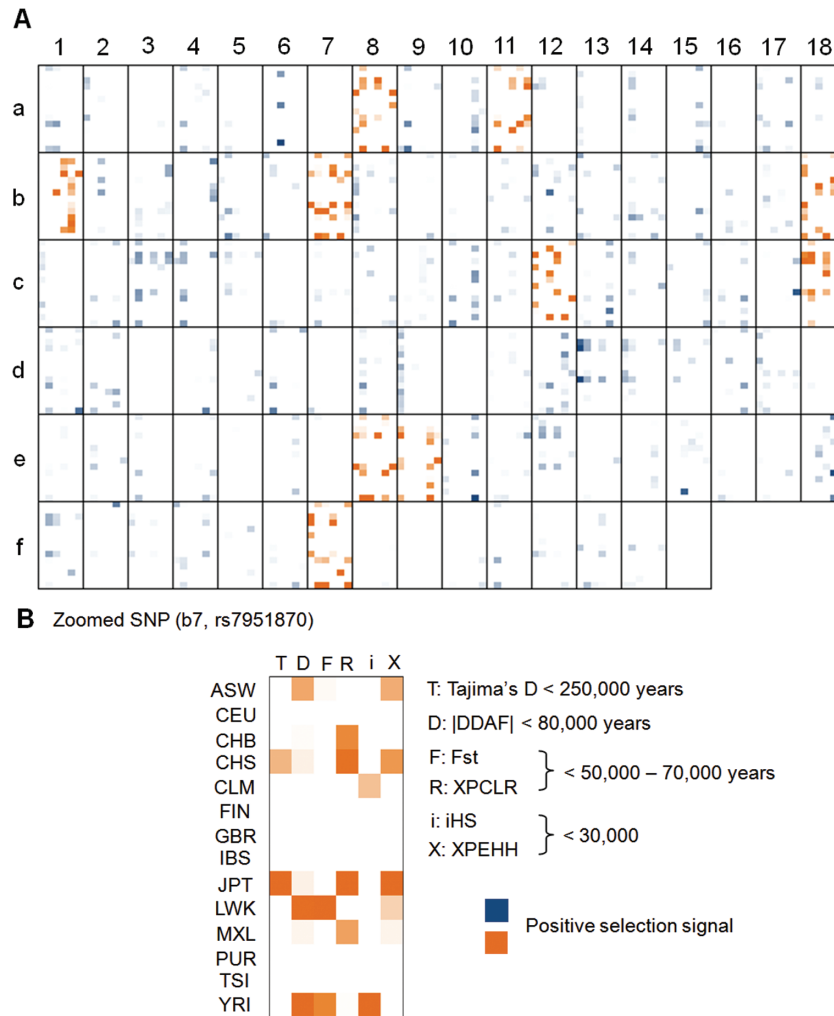 A
1 2 3 4 5 6 7 8 9 10 11 12 13 14 15 16 17 18
a
b
c
d
e
f
B Zoomed SNP (b7, rs7951870)
T D F R i X
ASW
CEU
CHB
CHS
CLM
FIN
GBR
IBS
JPT
LWK
MXL
PUR
TSI
YRI
T: Tajima's D < 250,000 years
D: |DDAF| < 80,000 years
F: Fst
R: XPCLR
< 50,000 – 70,000 years
i: iHS
X: XPEHH
< 30,000
Positive selection signal